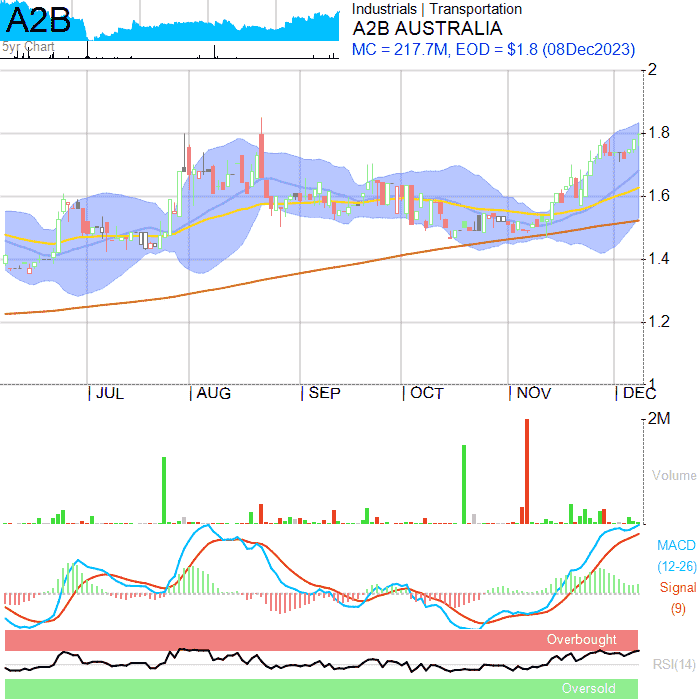 A2B
5yr Chart
Industrials | Transportation
A2B AUSTRALIA
MC = 217.7M, EOD = $1.8 (08Dec2023)
2
1.8
1.6
1.4
1.2
1
JUL AUG SEP OCT NOV DEC
2M
Volume
MACD
(12-26)
Signal
(9)
Overbought
RSI(14)
Oversold